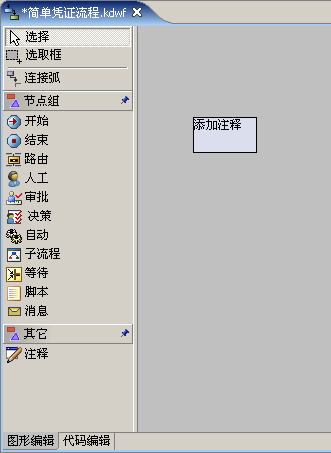 *简单凭证流程.kdwf
选择
选取框
连接弧
节点组
开始
添加注释
结束
路由
人工
审批
决策
自动
子流程
等待
脚本
消息
其它
注释
图形编辑 代码编辑